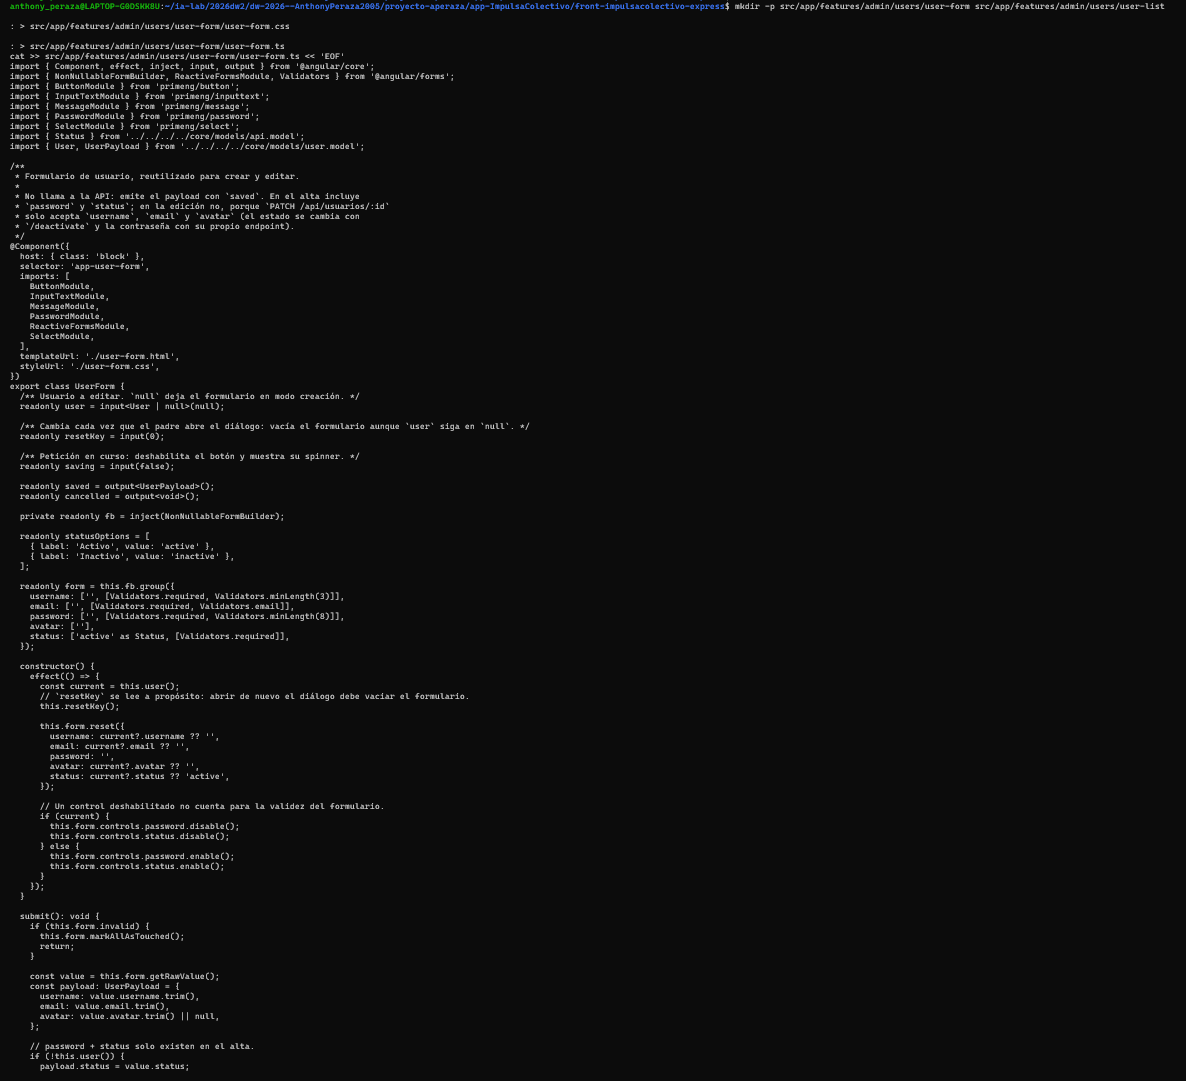 anthony_peraza@LAPTOP-G0DSKK8U:~/ia-lab/2026dw2/dw-2026--AnthonyPeraza2005/proyecto-aperaza/app-ImpulsaColectivo/front-impulsacolectivo-express$ mkdir -p src/app/features/admin/users/user-form src/app/features/admin/users/user-list
: > src/app/features/admin/users/user-form/user-form.css
: > src/app/features/admin/users/user-form/user-form.ts
cat >> src/app/features/admin/users/user-form/user-form.ts << 'EOF'
import { Component, effect, inject, input, output } from '@angular/core';
import { NonNullableFormBuilder, ReactiveFormsModule, Validators } from '@angular/forms';
import { ButtonModule } from 'primeng/button';
import { InputTextModule } from 'primeng/inputtext';
import { MessageModule } from 'primeng/message';
import { PasswordModule } from 'primeng/password';
import { SelectModule } from 'primeng/select';
import { Status } from '../../../../core/models/api.model';
import { User, UserPayload } from '../../../../core/models/user.model';
/**
 * Formulario de usuario, reutilizado para crear y editar.
 *
 * No llama a la API: emite el payload con `saved`. En el alta incluye
 * `password` y `status`; en la edición no, porque `PATCH /api/usuarios/:id`
 * solo acepta `username`, `email` y `avatar` (el estado se cambia con
 * `/deactivate` y la contraseña con su propio endpoint).
 */
@Component({
  host: { class: 'block' },
  selector: 'app-user-form',
  imports: [
    ButtonModule,
    InputTextModule,
    MessageModule,
    PasswordModule,
    ReactiveFormsModule,
    SelectModule,
  ],
  templateUrl: './user-form.html',
  styleUrl: './user-form.css',
})
export class UserForm {
  /** Usuario a editar. `null` deja el formulario en modo creación. */
  readonly user = input<User | null>(null);
  /** Cambia cada vez que el padre abre el diálogo: vacía el formulario aunque `user` siga en `null`. */
  readonly resetKey = input(0);
  /** Petición en curso: deshabilita el botón y muestra su spinner. */
  readonly saving = input(false);
  readonly saved = output<UserPayload>();
  readonly cancelled = output<void>();
  private readonly fb = inject(NonNullableFormBuilder);
  readonly statusOptions = [
    { label: 'Activo', value: 'active' },
    { label: 'Inactivo', value: 'inactive' },
  ];
  readonly form = this.fb.group({
    username: ['', [Validators.required, Validators.minLength(3)]],
    email: ['', [Validators.required, Validators.email]],
    password: ['', [Validators.required, Validators.minLength(8)]],
    avatar: [''],
    status: ['active' as Status, [Validators.required]],
  });
  constructor() {
    effect(() => {
      const current = this.user();
      // `resetKey` se lee a propósito: abrir de nuevo el diálogo debe vaciar el formulario.
      this.resetKey();
      this.form.reset({
        username: current?.username ?? '',
        email: current?.email ?? '',
        password: '',
        avatar: current?.avatar ?? '',
        status: current?.status ?? 'active',
      });
      // Un control deshabilitado no cuenta para la validez del formulario.
      if (current) {
        this.form.controls.password.disable();
        this.form.controls.status.disable();
      } else {
        this.form.controls.password.enable();
        this.form.controls.status.enable();
      }
    });
  }
  submit(): void {
    if (this.form.invalid) {
      this.form.markAllAsTouched();
      return;
    }
    const value = this.form.getRawValue();
    const payload: UserPayload = {
      username: value.username.trim(),
      email: value.email.trim(),
      avatar: value.avatar.trim() || null,
    };
    // password + status solo existen en el alta.
    if (!this.user()) {
      payload.status = value.status;